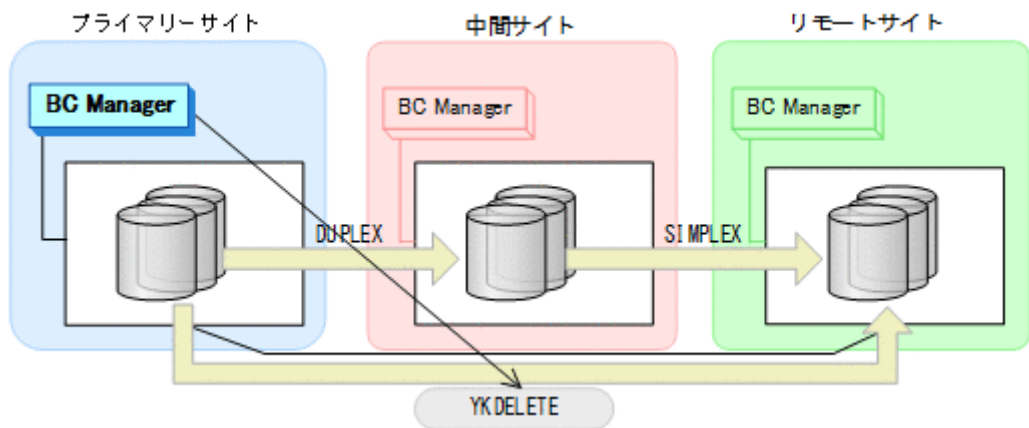 プライマリーサイト
中間サイト
リモートサイト
BC Manager
BC Manager
BC Manager
DUPLEX
SIMPLEX
YKDELETE